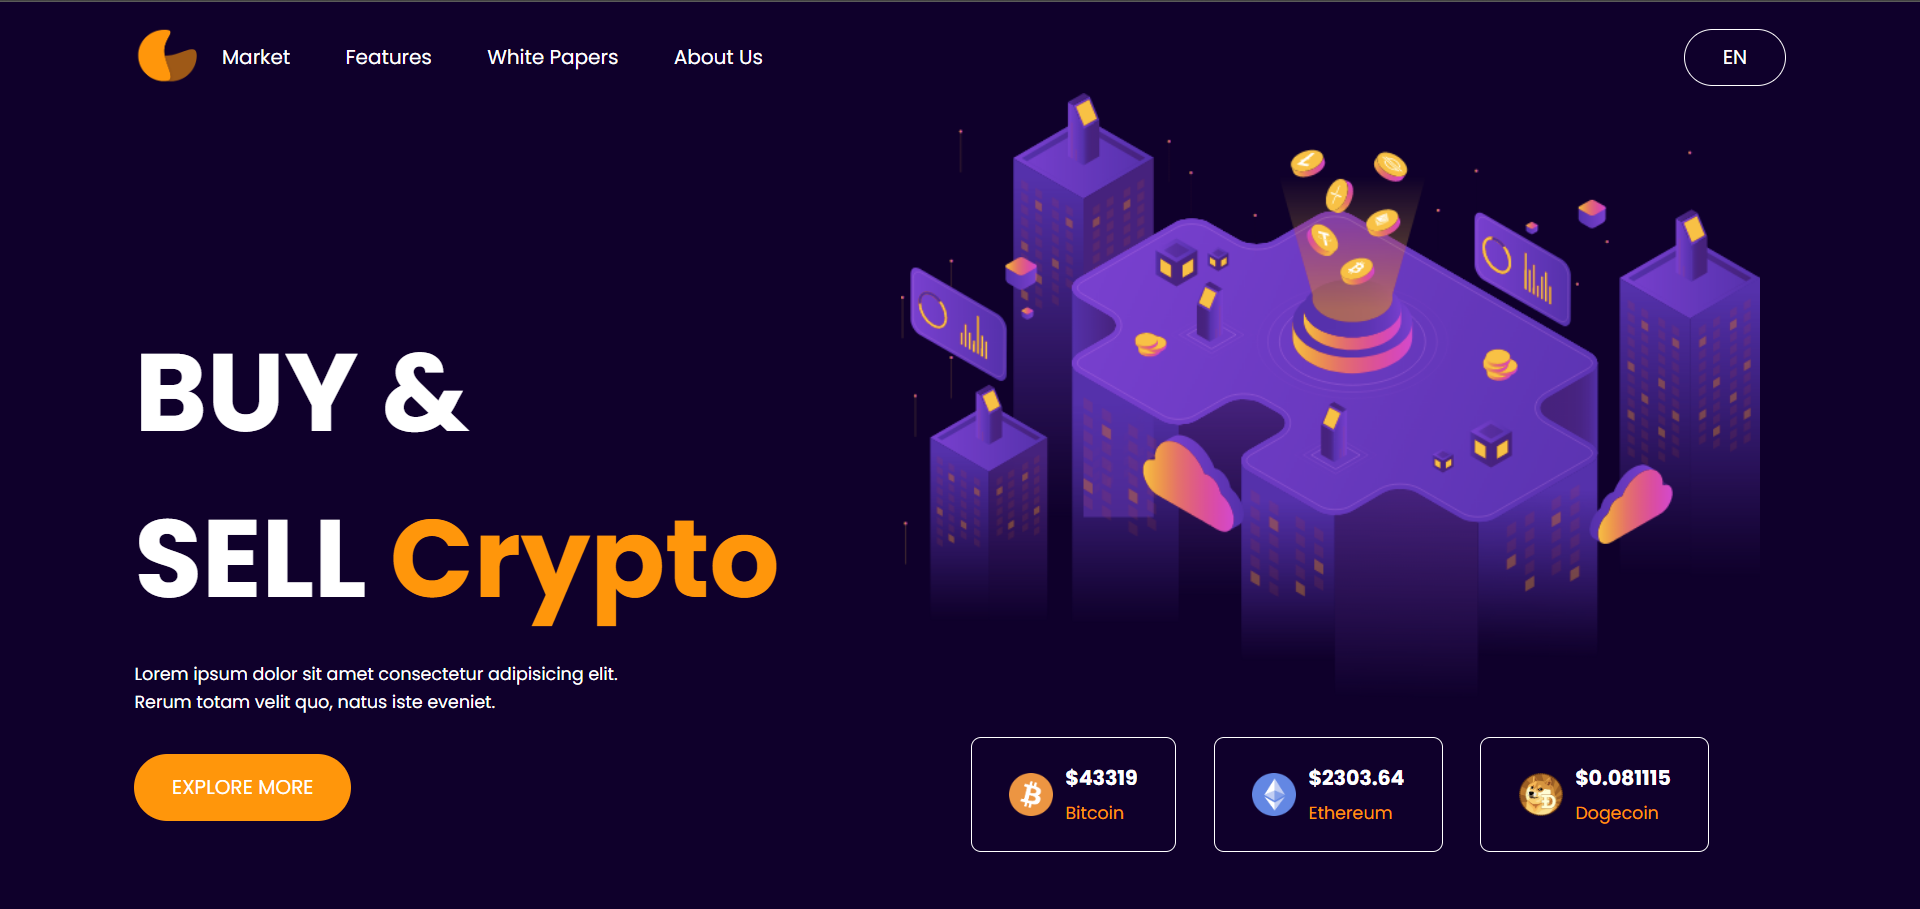 Market Features White Papers About Us EN
BUY &
SELL Crypto
Lorem ipsum dolor sit amet consectetur adipisicing elit.
Rerum totam velit quo, natus iste eveniet.
EXPLORE MORE
$43319
Bitcoin
$2303.64
Ethereum
$0.081115
Dogecoin